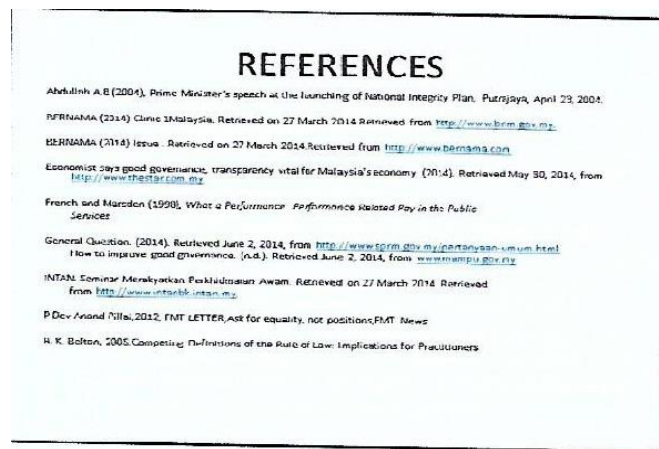 REFERENCES
Abdullah A.B (2004), Prime Minister's speech at the launching of National Integrity Plan, Putrajaya, April 23, 2004.
BERNAMA (2014) Clinic 1Malaysia. Retrieved on 27 March 2014 Retrieved from http://www.brm.gov.my.
BERNAMA (2014) Issue . Retrieved on 27 March 2014.Retrieved from http://www.bernama.com
Economist says good governance, transparency vital for Malaysia's economy (2014). Retrieved May 30, 2014, from
http://www.thestar.com.my
French and Marsden (1998), What a Performance Performance Related Pay in the Public
Services
General Question. (2014). Retrieved June 2, 2014, from http://www.sprm.gov.my/pertanyaan-umum.html
How to improve good governance. (n.d.). Retrieved June 2, 2014, from www.mampu.gov.my
INTAN. Seminar Merakyatkan Perkhidmatan Awam. Retrieved on 27 March 2014 Retrieved
from http://www.intanbk.intan.my
P Dev Anand Pillai,2012, FMT LETTER,Ask for equality, not positions,FMT News
Belton, 2005.Competing Definitions of the Rule of Law: Implications for Practitioners